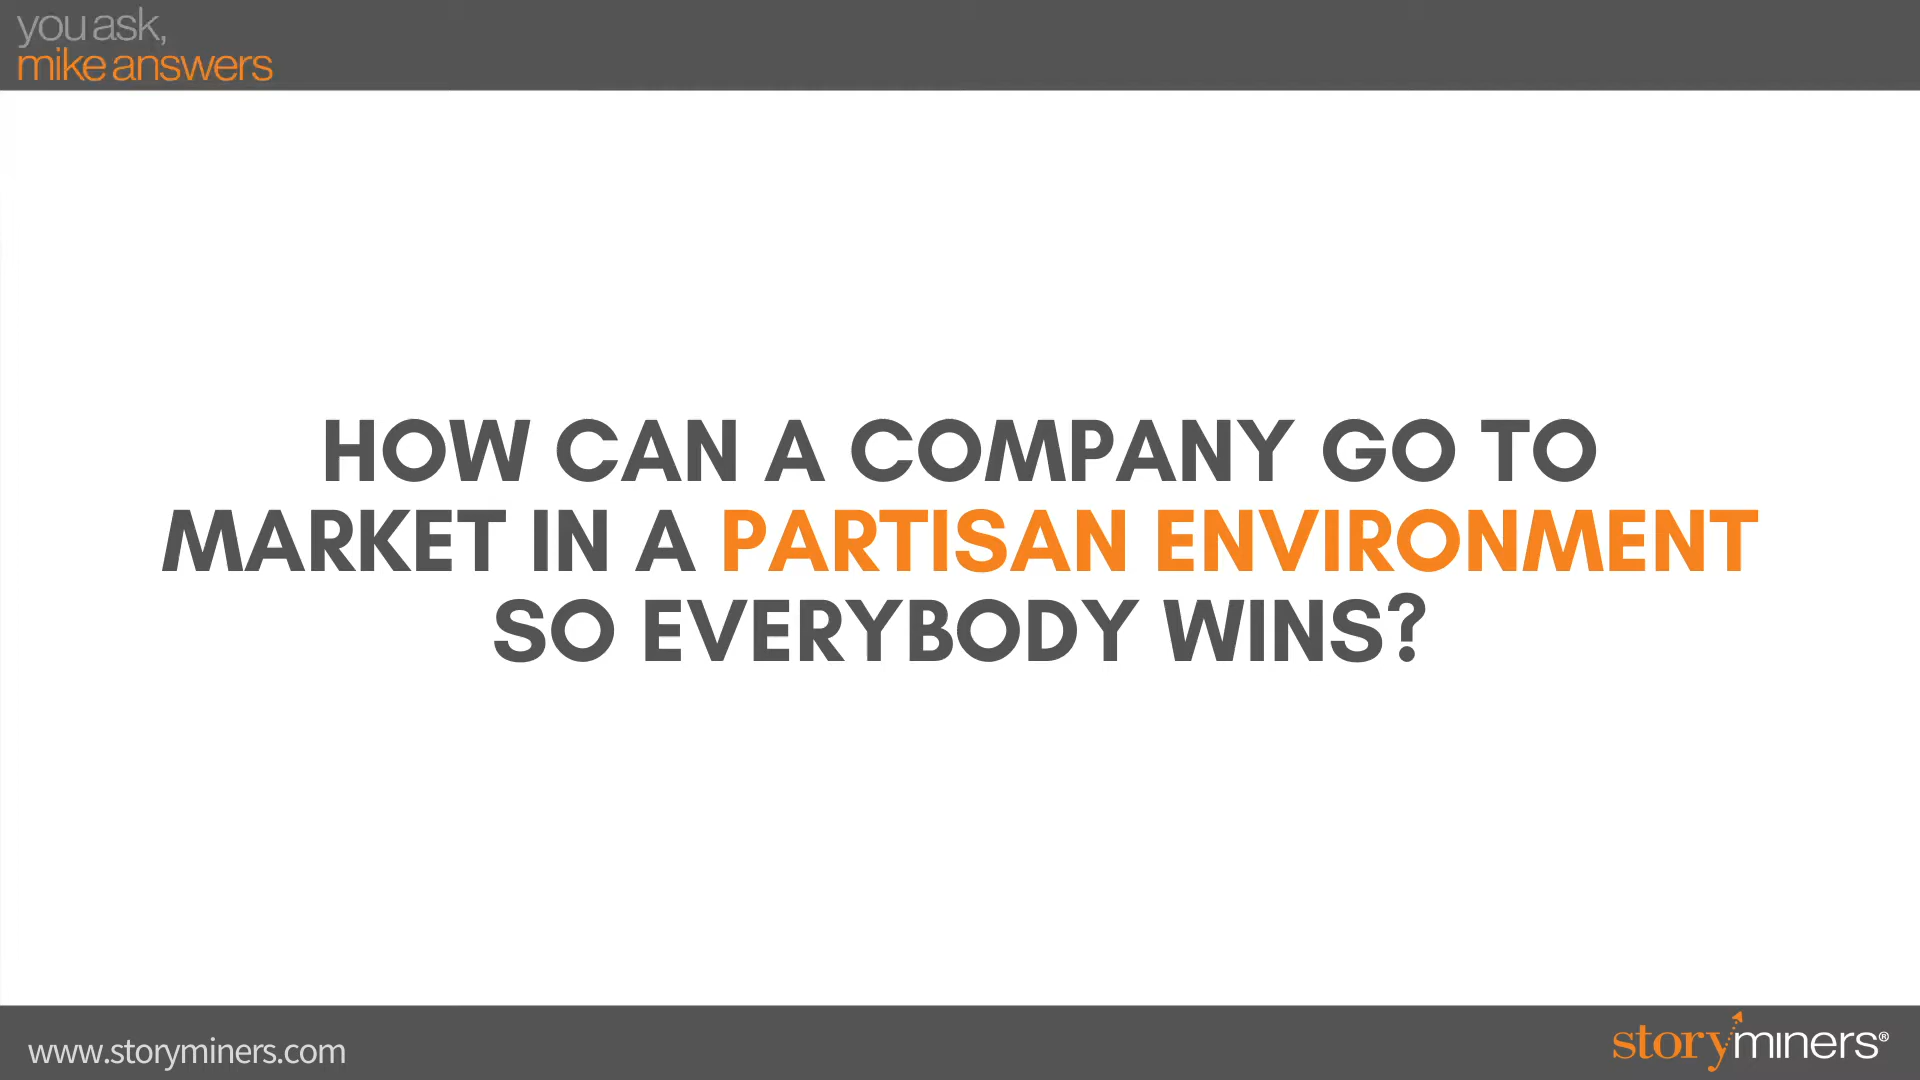 you ask,
mike answers
HOW CAN A COMPANY GO TO
MARKET IN A PARTISAN ENVIRONMENT
SO EVERYBODY WINS?
www.storyminers.com
storyminers®